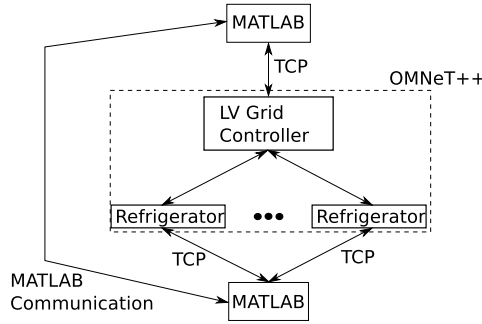 MATLAB
TCP
OMNeT++
LV Grid
Controller
Refrigerator
Refrigerator
TCP
TCP
MATLAB
Communication
MATLAB